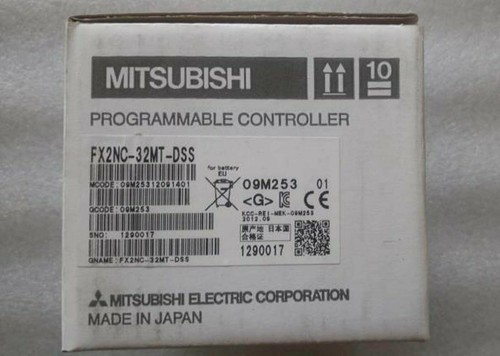 MITSUBISHI
10
PROGRAMMABLE CONTROLLER
FX2NC-32MT-DSS
for battery
EU
MCODE: 09M25312091401
09M253 01
<G> CE
QCODE: 09M253
KCC-REI-MEK-09M253
2012.09
SNO: 1290017
原产地 日本国
合格证
1290017
QNAME: FX2NC-32MT-DSS
MITSUBISHI ELECTRIC CORPORATION
MADE IN JAPAN